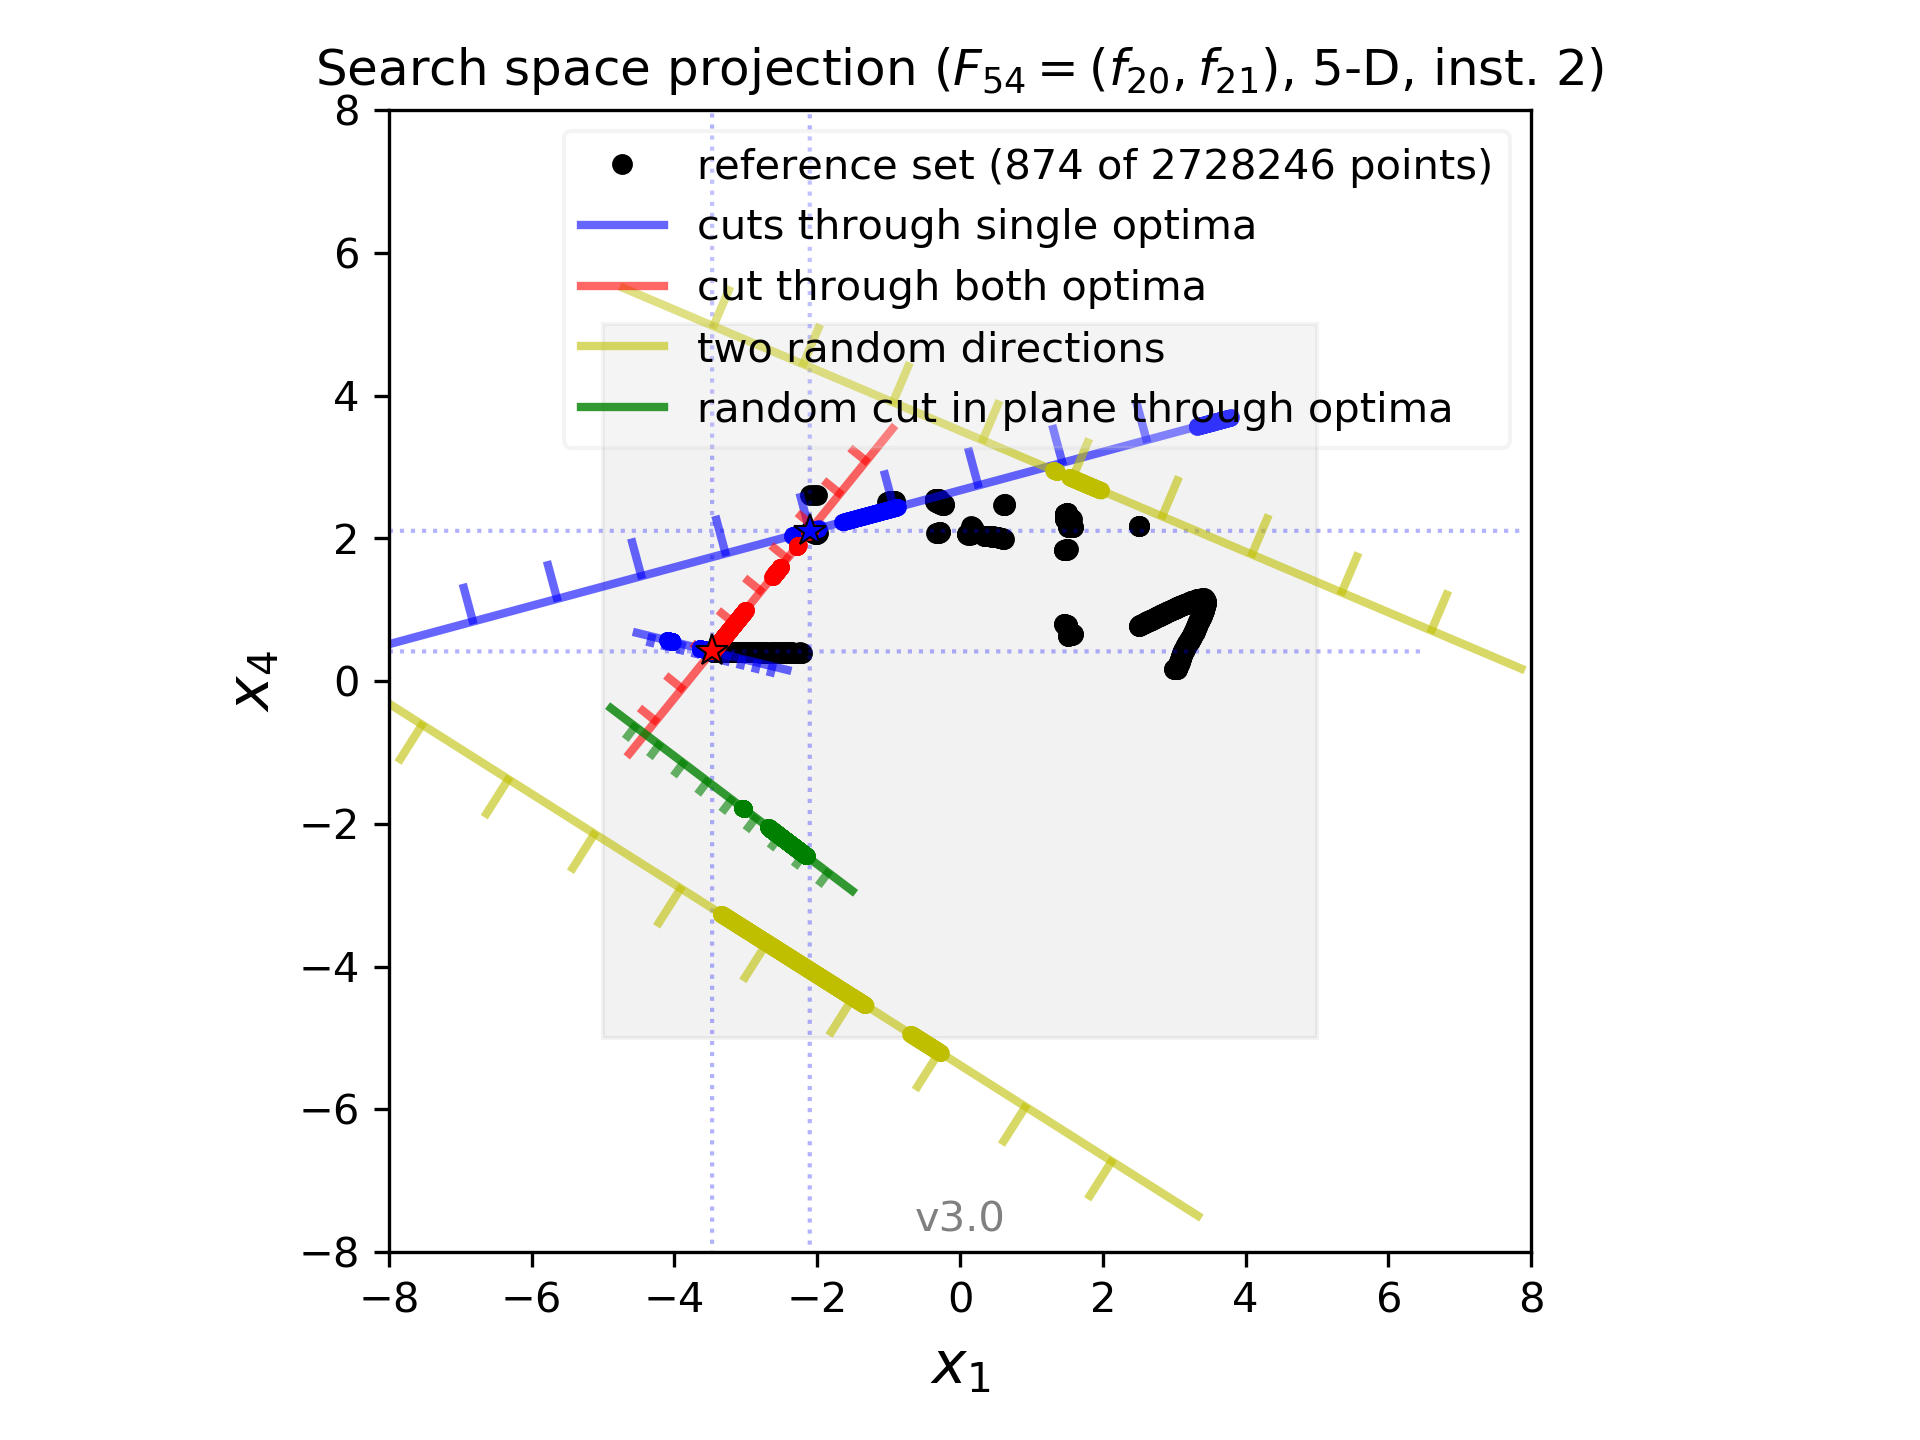 Search space projection (F54 = (f20, f21), 5-D, inst. 2)
8
6
4
2
0
−2
−4
−6
−8
x4
reference set (874 of 2728246 points)
cuts through single optima
cut through both optima
two random directions
random cut in plane through optima
v3.0
−8 −6 −4 −2 0 2 4 6 8
x1